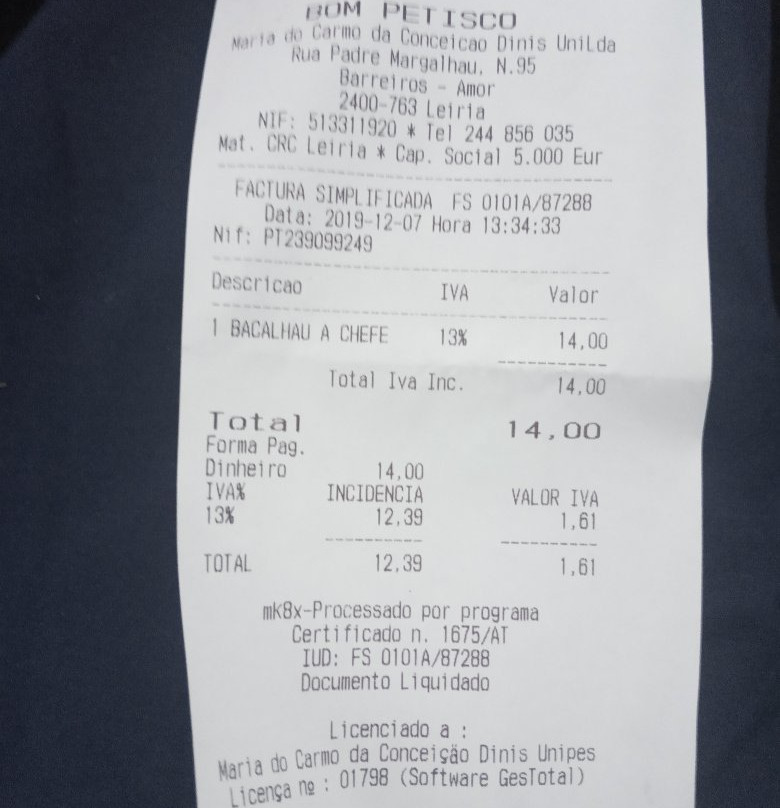 BOM PETISCO
Maria do Carmo da Conceicao Dinis UniLda
Rua Padre Margalhau, N.95
Barreiros - Amor
2400-763 Leiria
NIF: 513311920 * Tel 244 856 035
Mat. CRC Leiria * Cap. Social 5.000 Eur
FACTURA SIMPLIFICADA FS 0101A/87288
Data: 2019-12-07 Hora 13:34:33
Nif: PT239099249
Descricao IVA Valor
1 BACALHAU A CHEFE 13% 14,00
Total Iva Inc. 14,00
Total 14,00
Forma Pag.
Dinheiro 14,00
IVA% INCIDENCIA VALOR IVA
13% 12,39 1,61
TOTAL 12,39 1,61
mk8x-Processado por programa
Certificado n. 1675/AT
IUD: FS 0101A/87288
Documento Liquidado
Licenciado a :
Maria do Carmo da Conceição Dinis Unipes
Licença nº : 01798 (Software GesTotal)